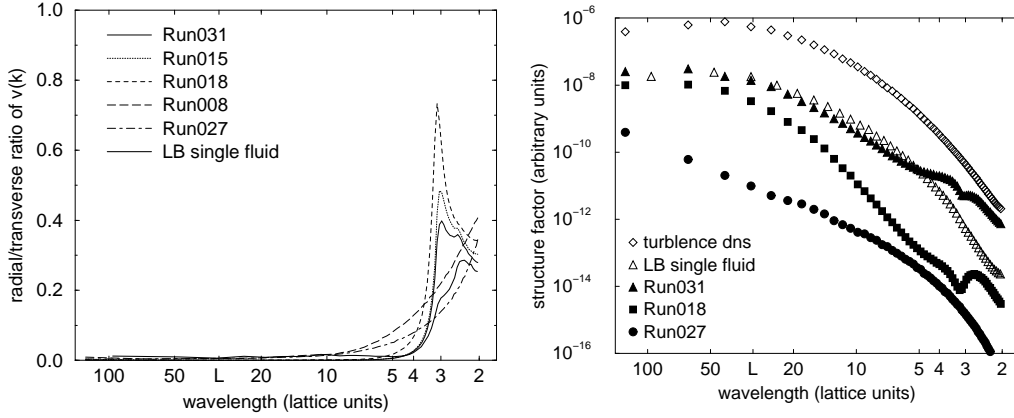 1.0
0.8
0.6
0.4
0.2
0.0
radial/transverse ratio of v(k)
Run031
Run015
Run018
Run008
Run027
LB single fluid
100 50 L 20 10 5 4 3 2
wavelength (lattice units)
10^-6
10^-8
10^-10
10^-12
10^-14
10^-16
structure factor (arbitrary units)
turblence dns
LB single fluid
Run031
Run018
Run027
100 50 L 20 10 5 4 3 2
wavelength (lattice units)